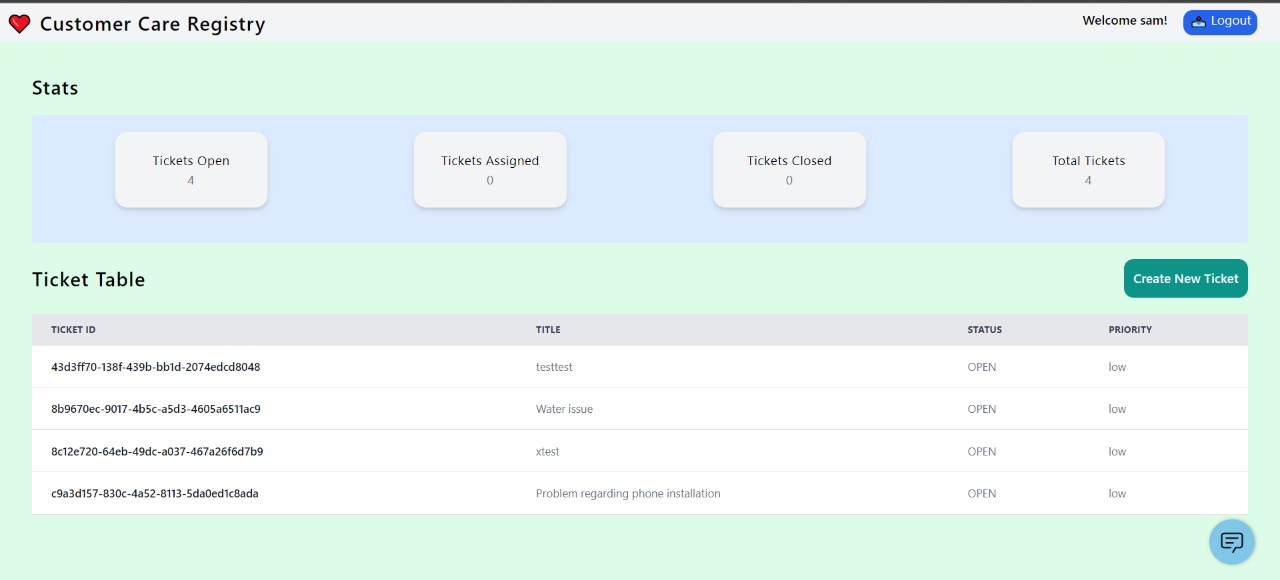 Customer Care Registry
Welcome sam!
Logout
Stats
Tickets Open
4
Tickets Assigned
0
Tickets Closed
0
Total Tickets
4
Ticket Table
Create New Ticket
TICKET ID TITLE STATUS PRIORITY
43d3ff70-138f-439b-bb1d-2074edcd8048 testtest OPEN low
8b9670ec-9017-4b5c-a5d3-4605a6511ac9 Water issue OPEN low
8c12e720-64eb-49dc-a037-467a26f6d7b9 xtest OPEN low
c9a3d157-830c-4a52-8113-5da0ed1c8ada Problem regarding phone installation OPEN low